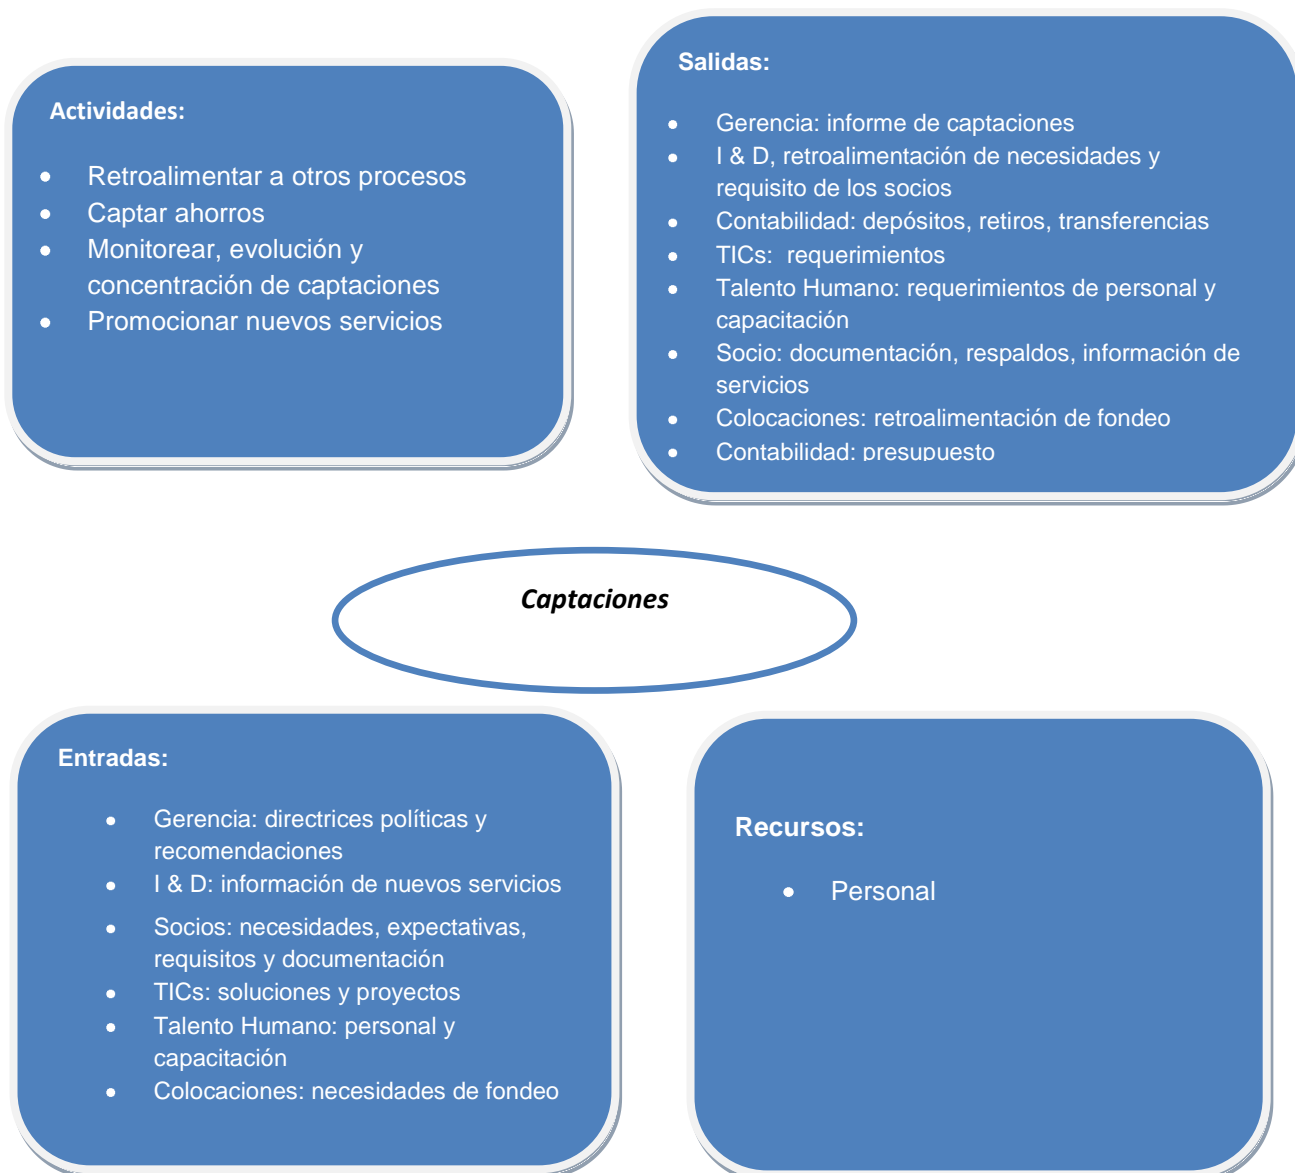 Actividades:
• Retroalimentar a otros procesos
• Captar ahorros
• Monitorear, evolución y
concentración de captaciones
• Promocionar nuevos servicios
Salidas:
• Gerencia: informe de captaciones
• I & D, retroalimentación de necesidades y
requisito de los socios
• Contabilidad: depósitos, retiros, transferencias
• TICs:  requerimientos
• Talento Humano: requerimientos de personal y
capacitación
• Socio: documentación, respaldos, información de
servicios
• Colocaciones: retroalimentación de fondeo
• Contabilidad: presupuesto
Captaciones
Entradas:
• Gerencia: directrices políticas y
recomendaciones
• I & D: información de nuevos servicios
• Socios: necesidades, expectativas,
requisitos y documentación
• TICs: soluciones y proyectos
• Talento Humano: personal y
capacitación
• Colocaciones: necesidades de fondeo
Recursos:
• Personal